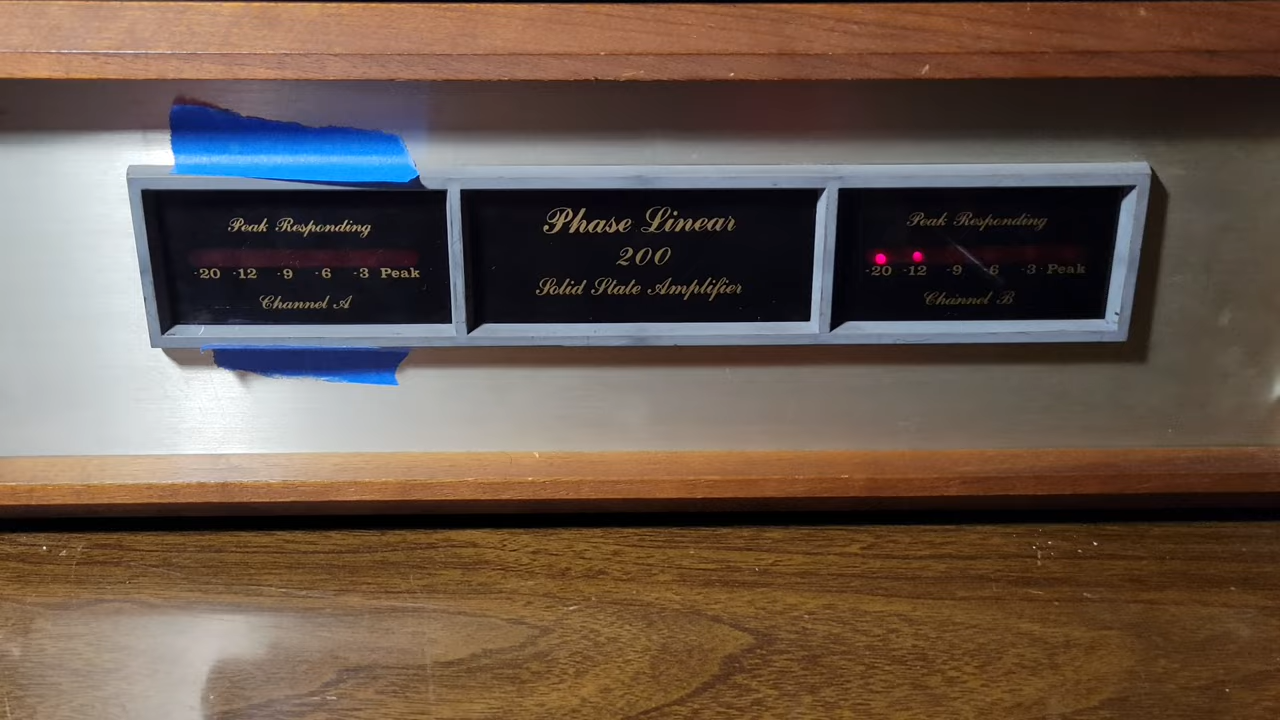 Peak Responding
-20 -12 -9 -6 -3 Peak
Channel A
Phase Linear
200
Solid State Amplifier
Peak Responding
-20 -12 -9 -6 -3 Peak
Channel B